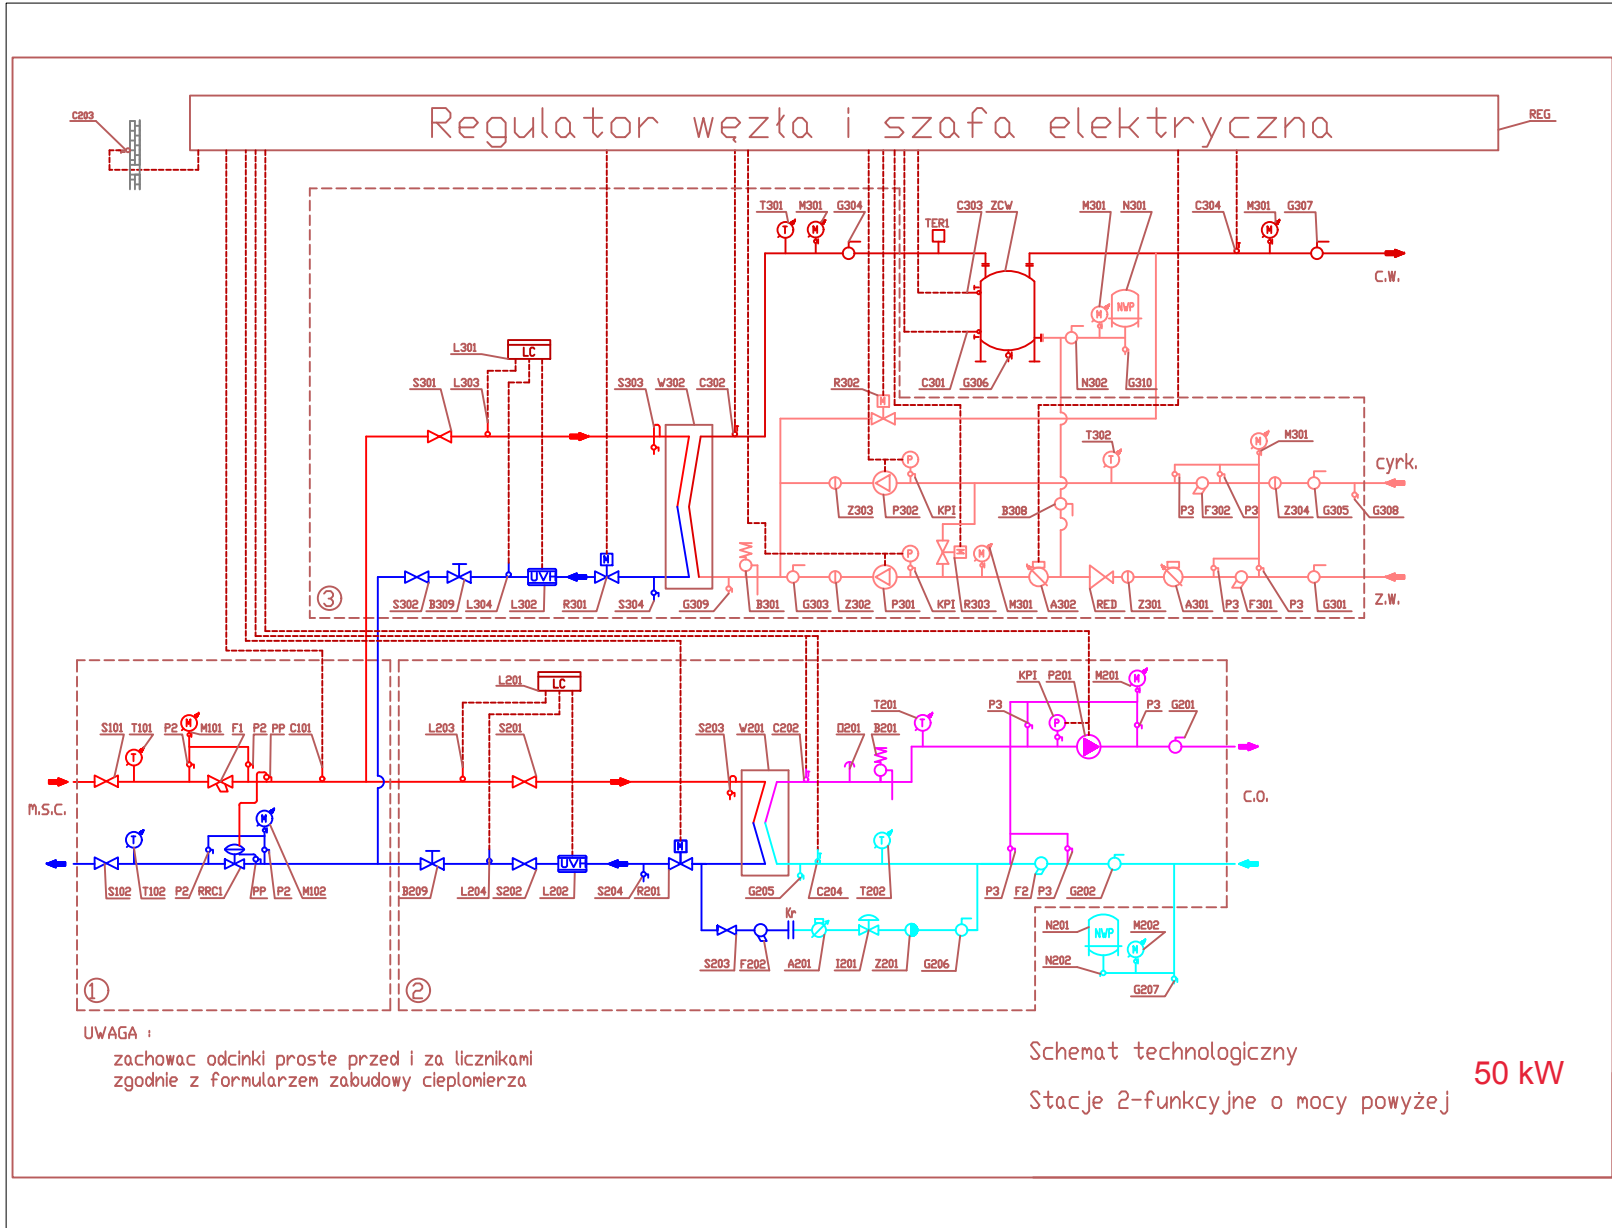 C203
Regulator węzła i szafa elektryczna
REG
T301 M301 G304 TER1 C303 ZCW M301 N301 C304 M301 G307
C.W.
NWP
L301
LC
S301 L303 S303 W302 C302 R302 C301 G306 N302 G310
T302 M301
cyrk.
Z303 P302 KPI B308 P3 F302 P3 Z304 G305 G308
UVH
3
S302 B309 L304 L302 R301 S304 G309 B301 G303 Z302 P301 KPI R303 M301 A302 RED Z301 A301 P3 F301 P3 G301
Z.W.
L201
LC
KPI P201 M201
S101 T101 P2 M101 F1 P2 PP C101 L203 S201 S203 W201 C202 O201 B201 T201 P3 P3 G201
m.s.c.
C.O.
UVH
S102 T102 P2 RRC1 PP P2 M102 B209 L204 S202 L202 S204 R201 G205 C204 T202 P3 F2 P3 G202
Kr
N201 NWP M202
S203 F202 A201 I201 Z201 G206 N202
G207
1
2
UWAGA :
zachowac odcinki proste przed i za licznikami
zgodnie z formularzem zabudowy cieplomierza
Schemat technologiczny
50 kW
Stacje 2-funkcyjne o mocy powyżej